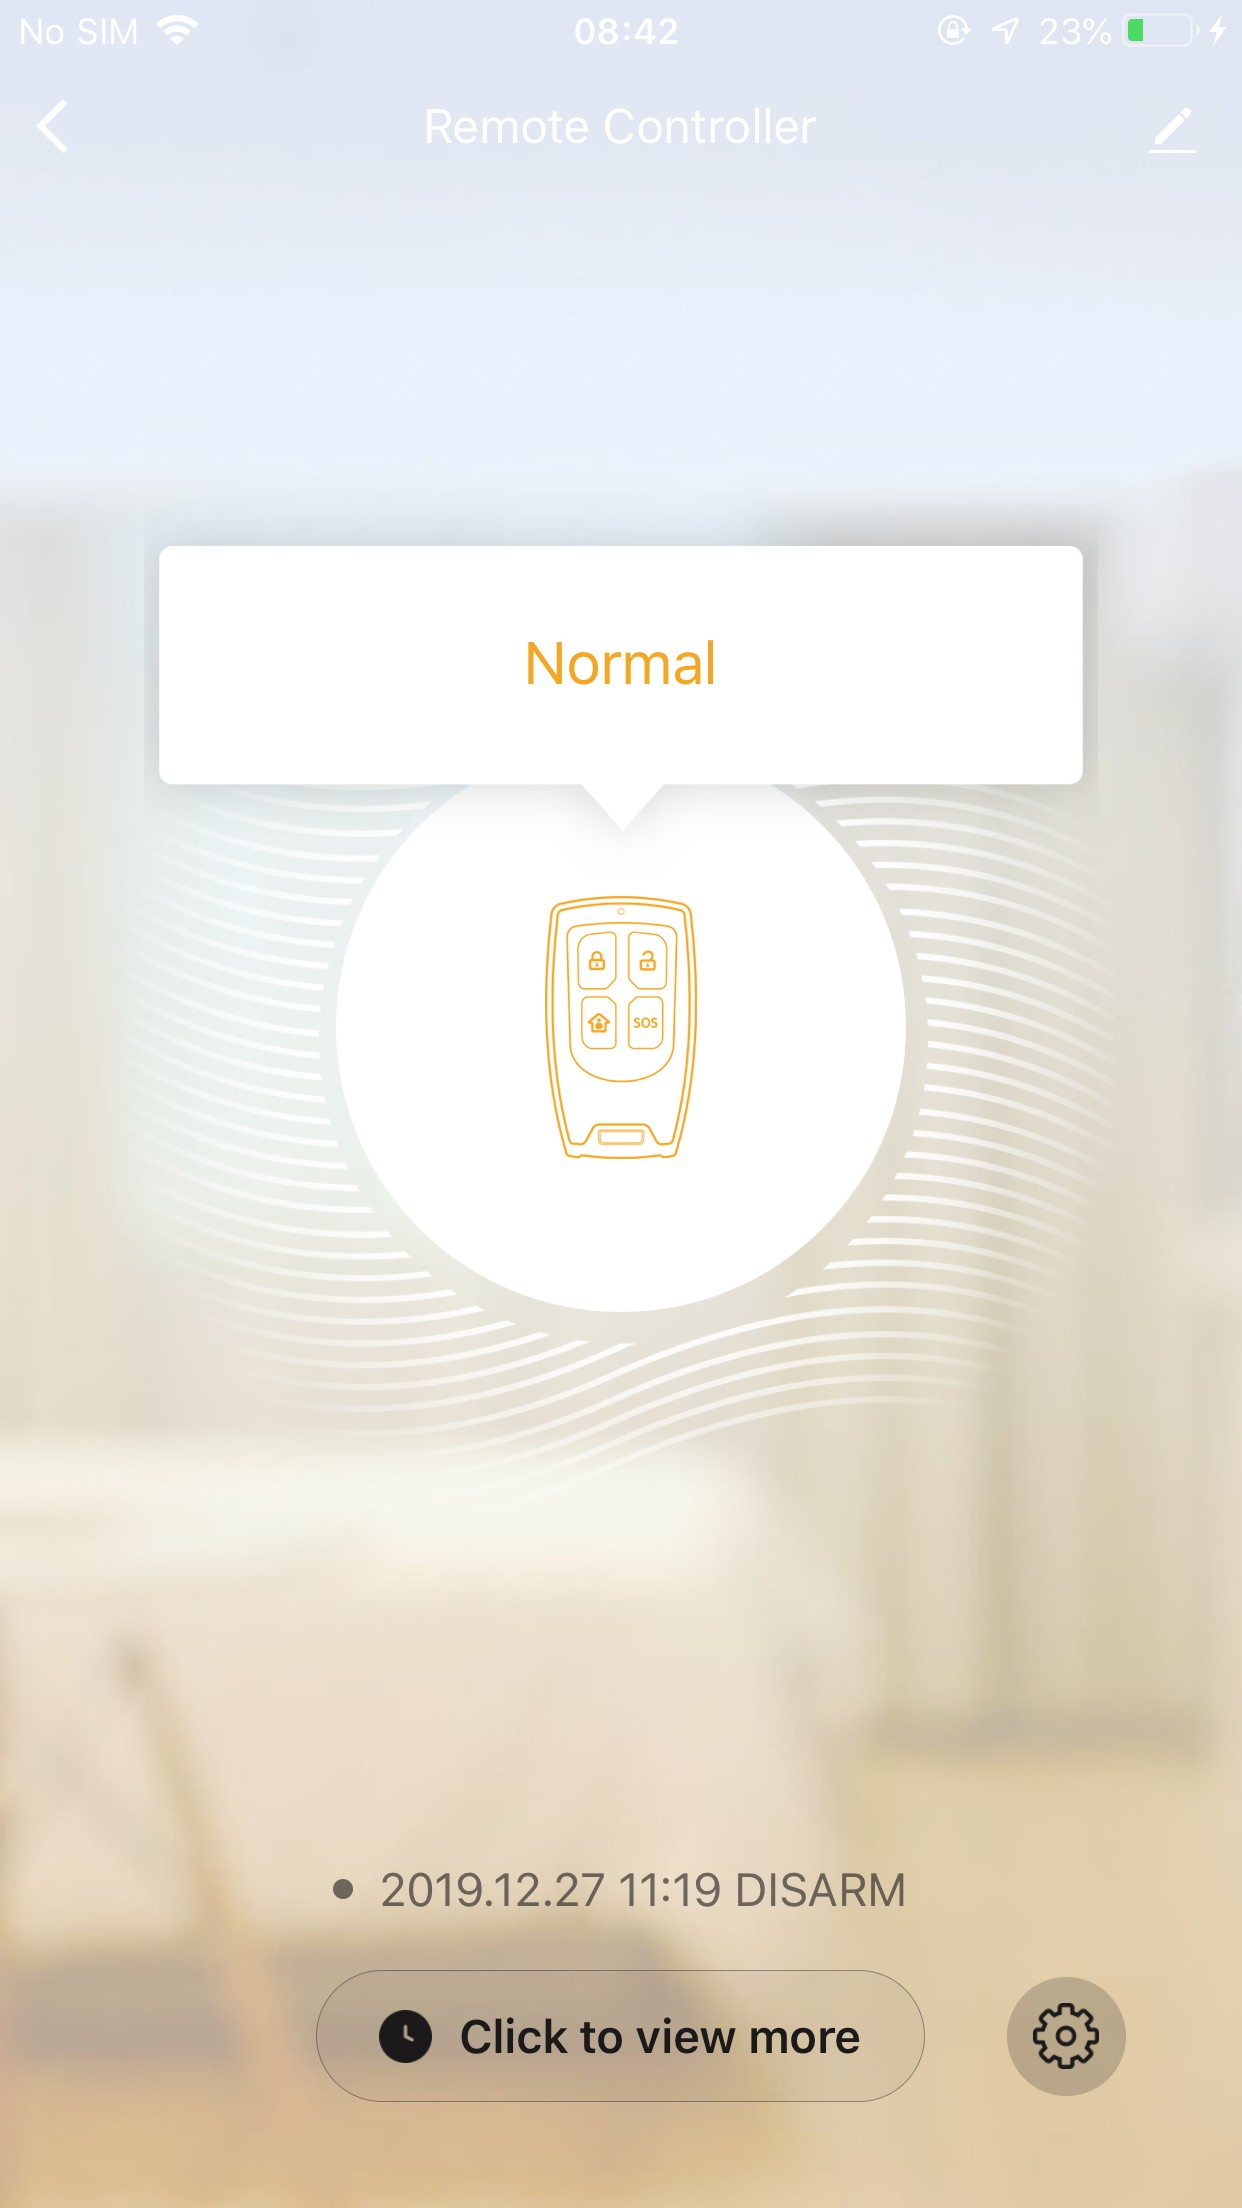 No SIM 08:42 23%
Remote Controller
Normal
SOS
2019.12.27 11:19 DISARM
Click to view more